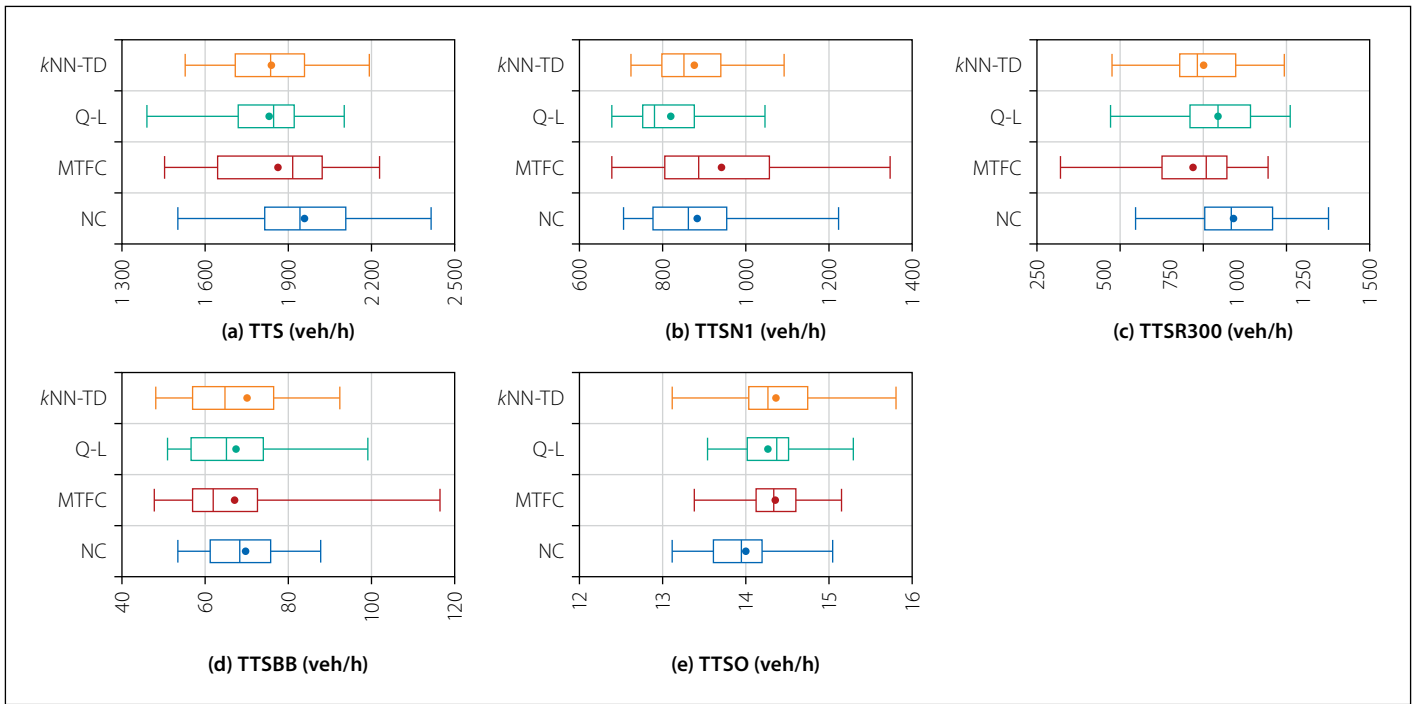 kNN-TD
Q-L
MTFC
NC
1 300
1 600
1 900
2 200
2 500
(a) TTS (veh/h)
kNN-TD
Q-L
MTFC
NC
600
800
1 000
1 200
1 400
(b) TTSN1 (veh/h)
kNN-TD
Q-L
MTFC
NC
250
500
750
1 000
1 250
1 500
(c) TTSR300 (veh/h)
kNN-TD
Q-L
MTFC
NC
40
60
80
100
120
(d) TTSBB (veh/h)
kNN-TD
Q-L
MTFC
NC
12
13
14
15
16
(e) TTSO (veh/h)